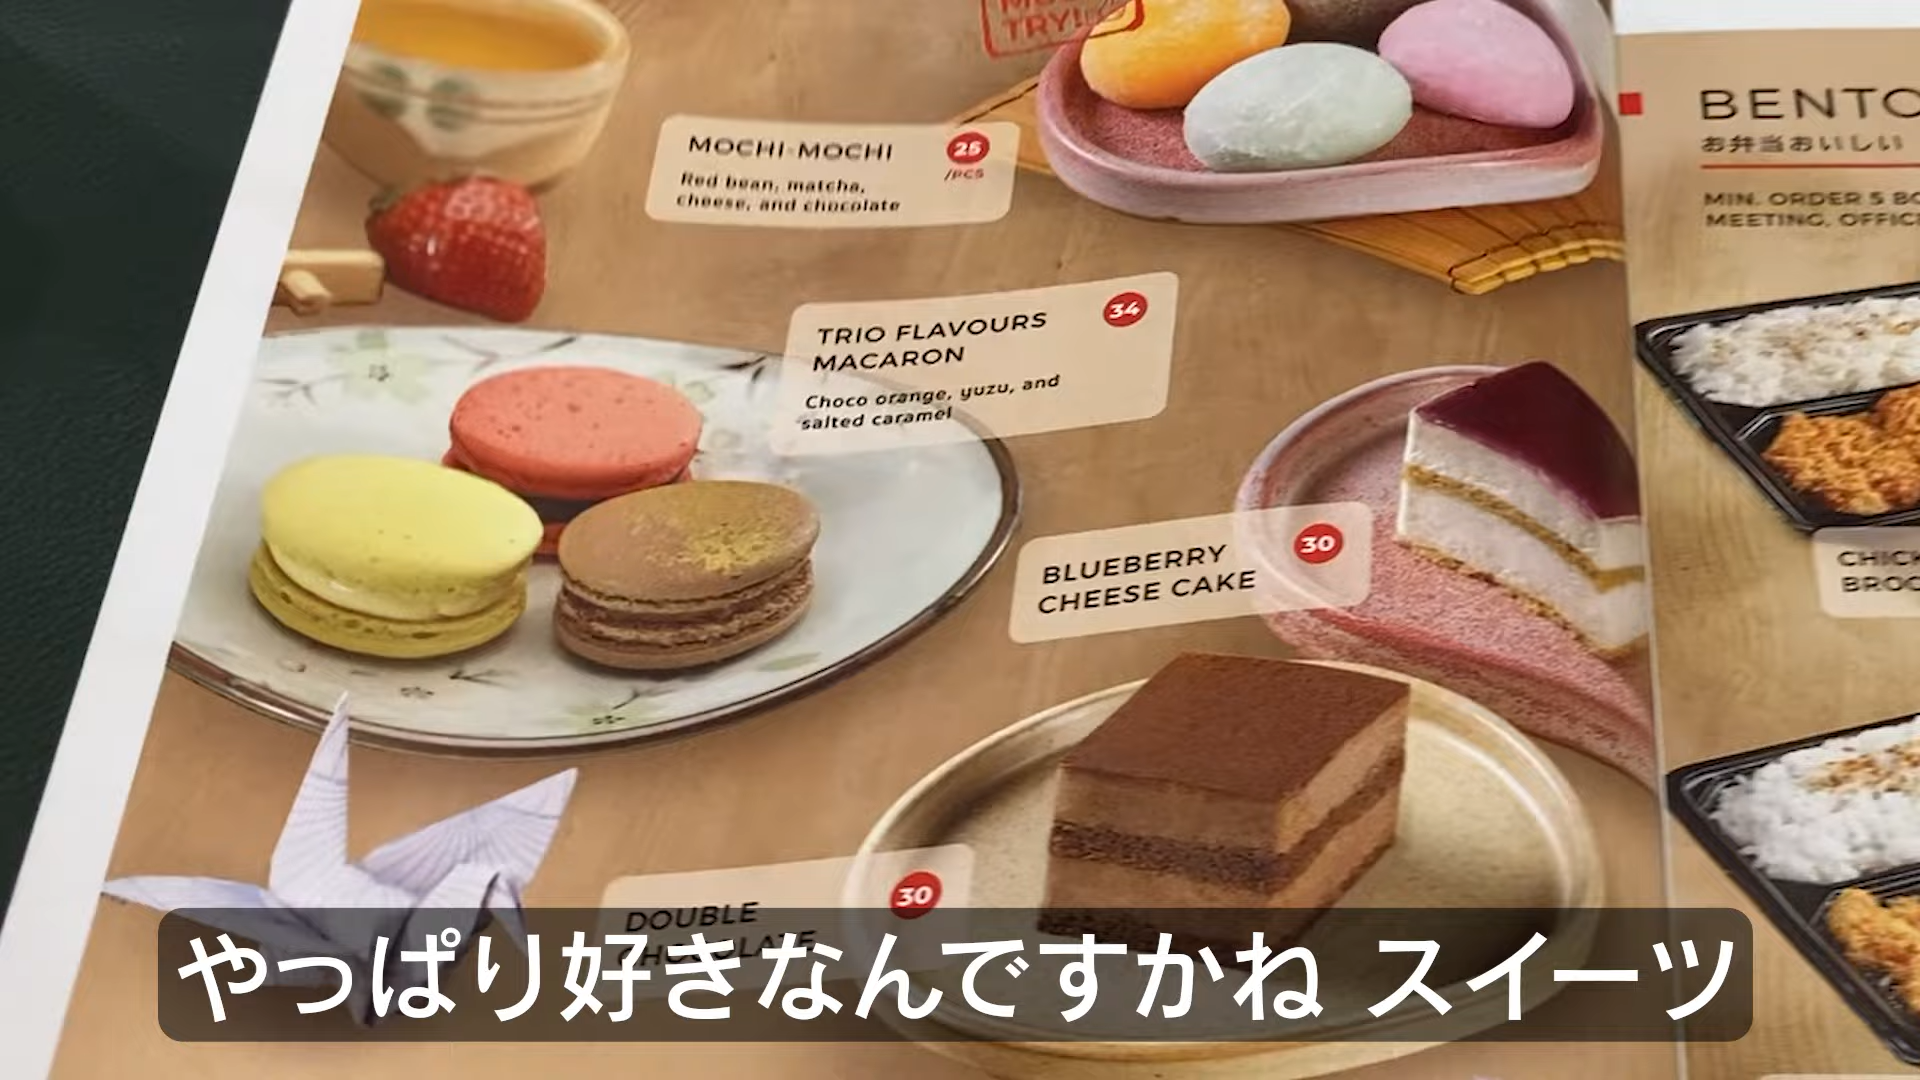 TRY!
MOCHI-MOCHI
25
/PCS
Red bean, matcha,
cheese, and chocolate
TRIO FLAVOURS
MACARON
34
Choco orange, yuzu, and
salted caramel
BLUEBERRY
CHEESE CAKE
30
DOUBLE
CHOCOLATE
30
BENTO
お弁当おいしい
MIN. ORDER 5
MEETING, OFFIC
CHICK
BROC
やっぱり好きなんですかね スイーツ